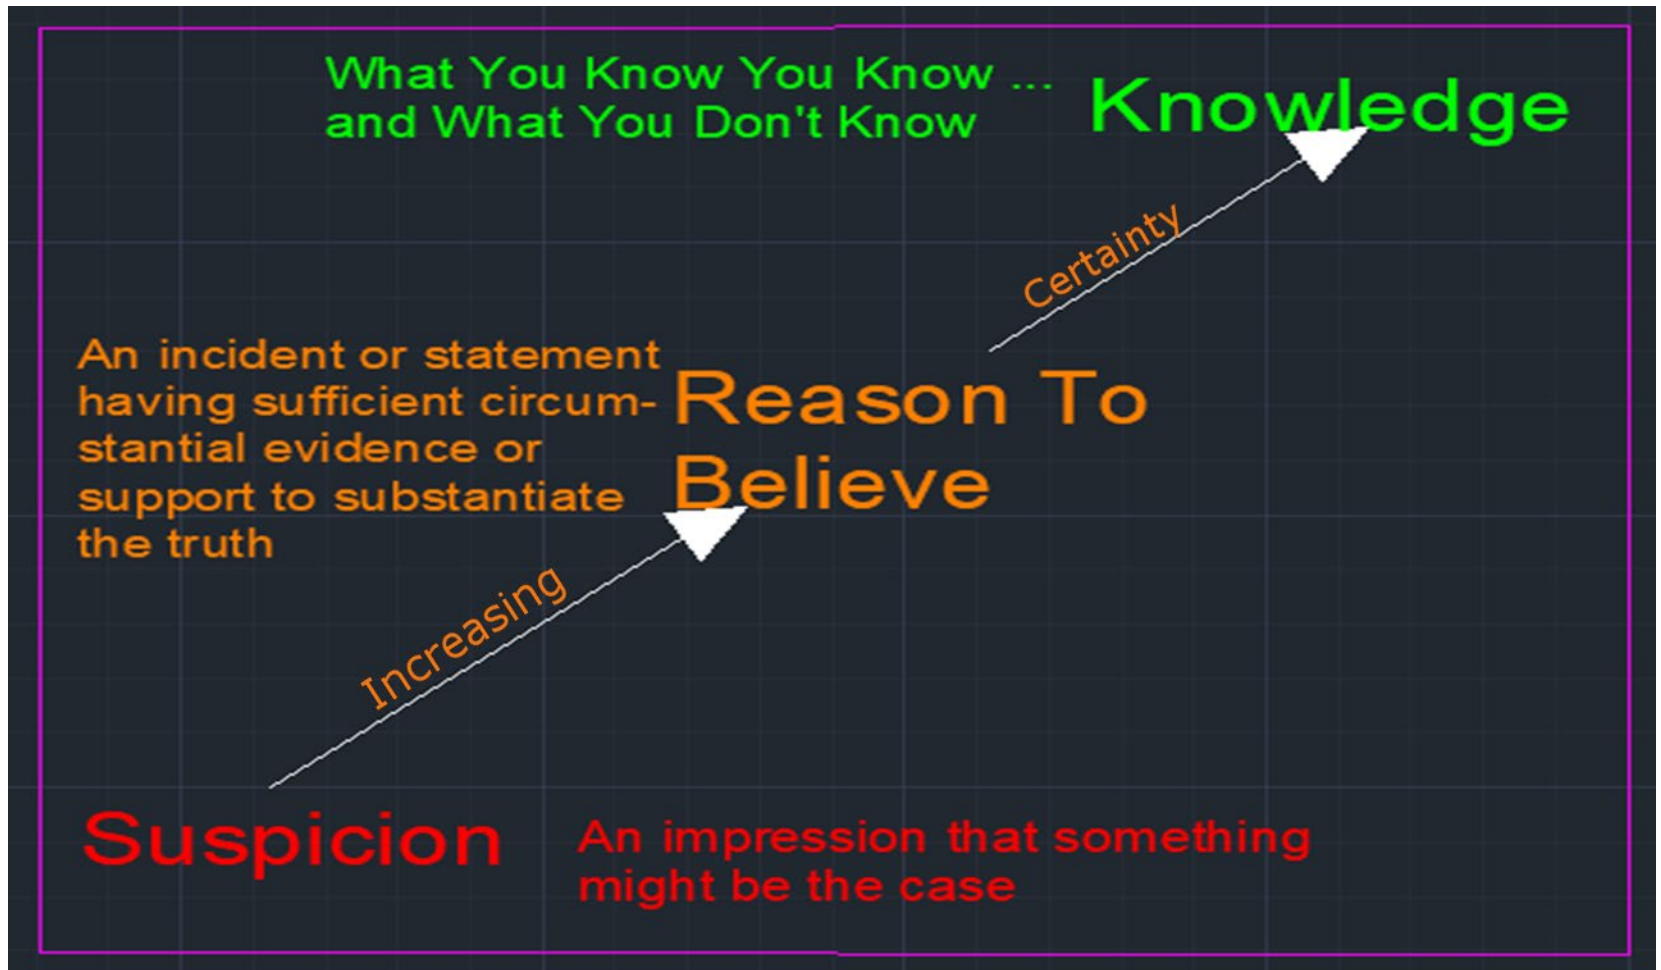 What You Know You Know ...
and What You Don't Know
Knowledge
Certainty
An incident or statement
having sufficient circum-
stantial evidence or
support to substantiate
the truth
Reason To
Believe
Increasing
Suspicion
An impression that something
might be the case